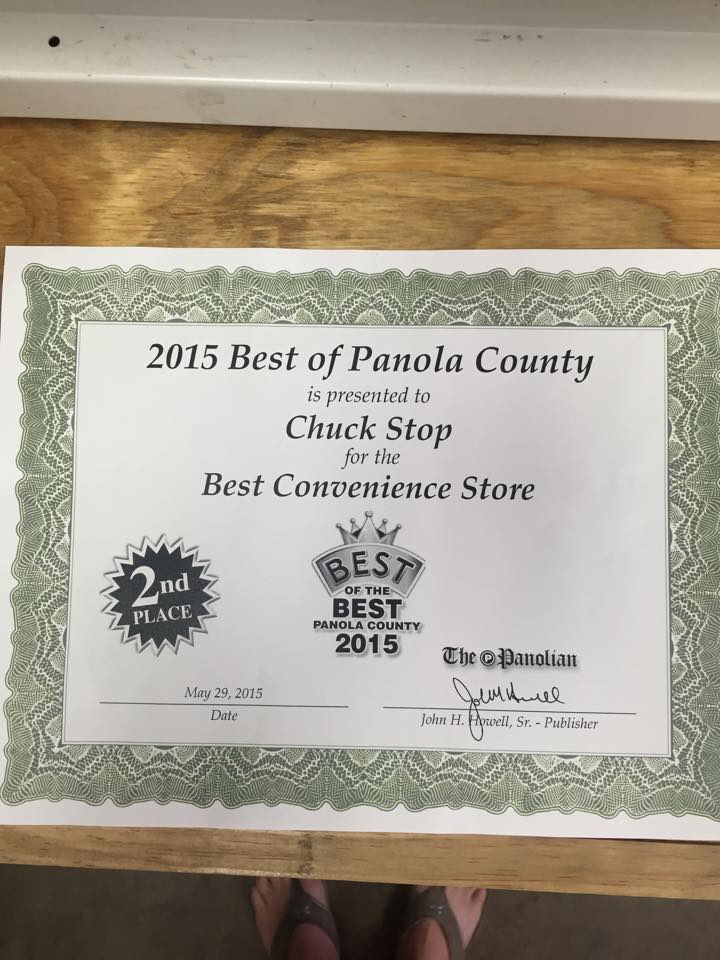 2015 Best of Panola County
is presented to
Chuck Stop
for the
Best Convenience Store
2nd
PLACE
BEST
OF THE
BEST
PANOLA COUNTY
2015
The Panolian
May 29, 2015
Date
John H. Howell, Sr. - Publisher